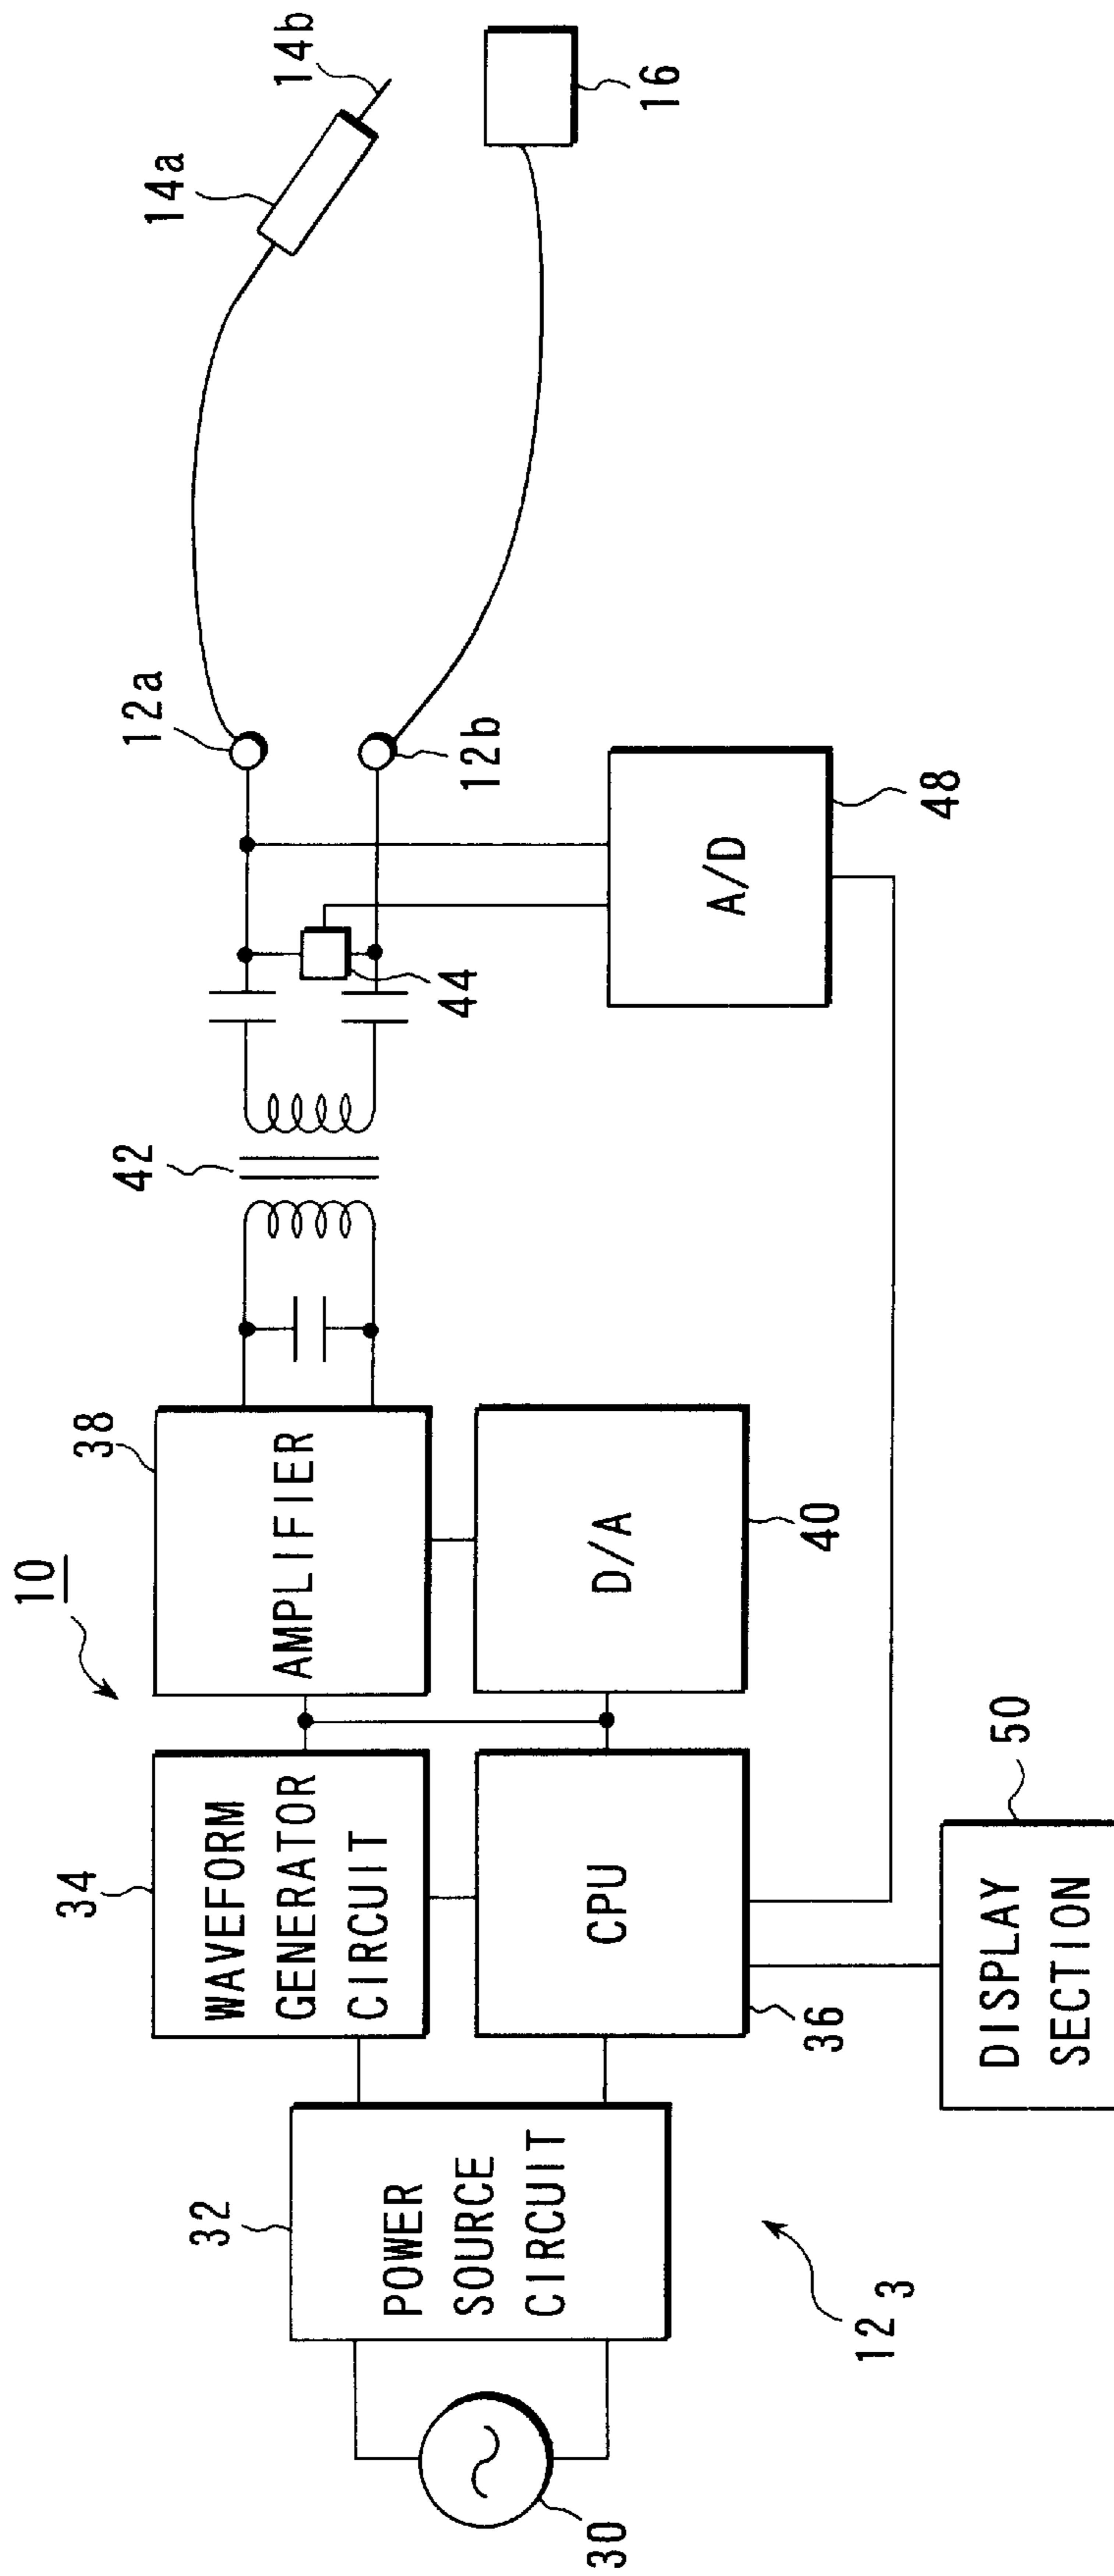 10
30
32
POWER
SOURCE
CIRCUIT
12
3
34
WAVEFORM
GENERATOR
CIRCUIT
CPU
36
DISPLAY
SECTION
50
38
AMPLIFIER
D/A
40
42
44
A/D
48
12a
12b
14a
14b
16